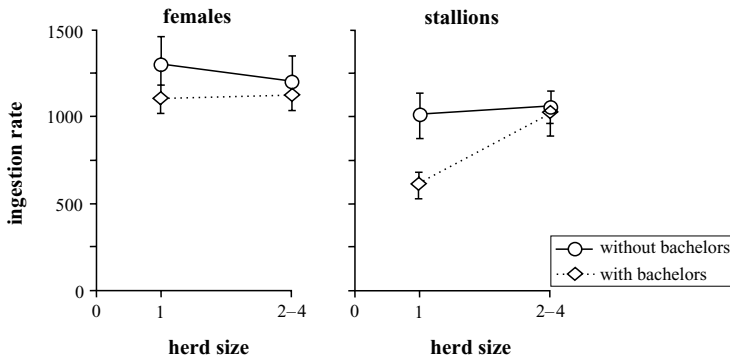 females
stallions
1500
1000
500
0
ingestion rate
0
1
2–4
0
1
2–4
herd size
herd size
without bachelors
with bachelors